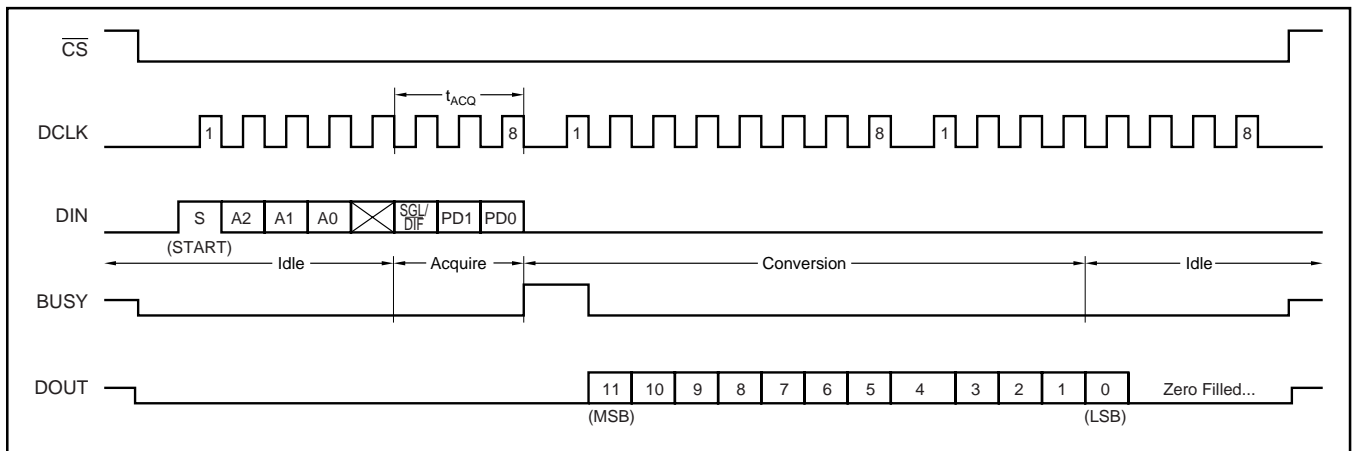 CS
tACQ
DCLK 1 8 1 8 1 8
DIN S A2 A1 A0 SGL/DIF PD1 PD0
(START)
Idle Acquire Conversion Idle
BUSY
DOUT 11 10 9 8 7 6 5 4 3 2 1 0 Zero Filled...
(MSB) (LSB)